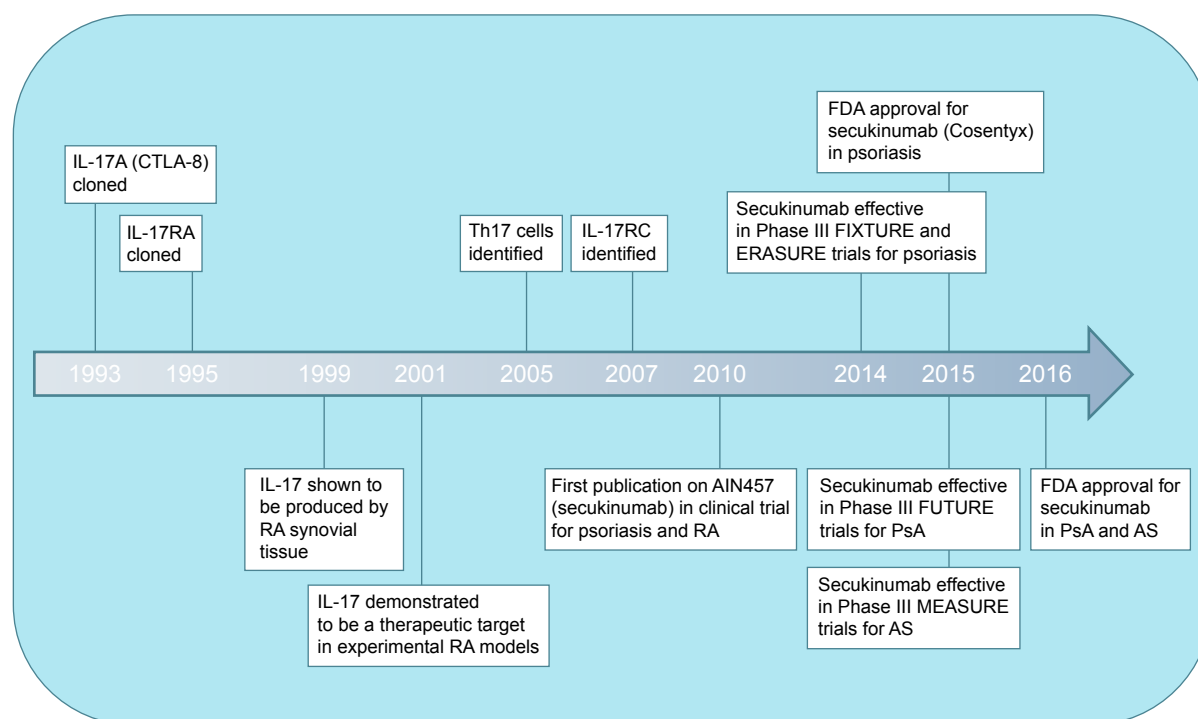 FDA approval for
secukinumab (Cosentyx)
in psoriasis
IL-17A (CTLA-8)
cloned
IL-17RA
cloned
Th17 cells
identified
IL-17RC
identified
Secukinumab effective
in Phase III FIXTURE and
ERASURE trials for psoriasis
1993 1995 1999 2001 2005 2007 2010 2014 2015 2016
IL-17 shown to
be produced by
RA synovial
tissue
First publication on AIN457
(secukinumab) in clinical trial
for psoriasis and RA
Secukinumab effective
in Phase III FUTURE
trials for PsA
FDA approval for
secukinumab
in PsA and AS
IL-17 demonstrated
to be a therapeutic target
in experimental RA models
Secukinumab effective
in Phase III MEASURE
trials for AS